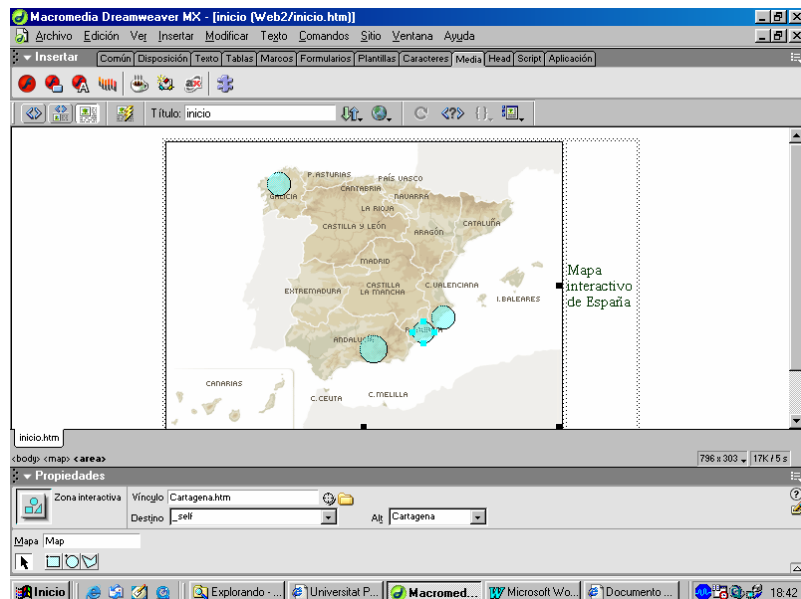 Macromedia Dreamweaver MX - [inicio (Web2/inicio.htm)]
Archivo Edición Ver Insertar Modificar Texto Comandos Sitio Ventana Ayuda
Insertar Común Disposición Texto Tablas Marcos Formularios Plantillas Caracteres Media Head Script Aplicación
Título: inicio
P.ASTURIAS
PAÍS VASCO
CANTABRIA
GALICIA
NAVARRA
LA RIOJA
CASTILLA Y LEÓN
ARAGÓN
CATALUÑA
MADRID
EXTREMADURA
CASTILLA
LA MANCHA
C.VALENCIANA
I.BALEARES
ANDALUCÍA
CANARIAS
C.CEUTA
C.MELILLA
Mapa
interactivo
de España
inicio.htm
<body> <map> <area>
796 x 303 17K / 5 s
Propiedades
Zona interactiva Vínculo Cartagena.htm
Destino _self Alt Cartagena
Mapa Map
Inicio Explorando - ... Universitat P... Macromed... Microsoft Wo... Documento ... 18:42